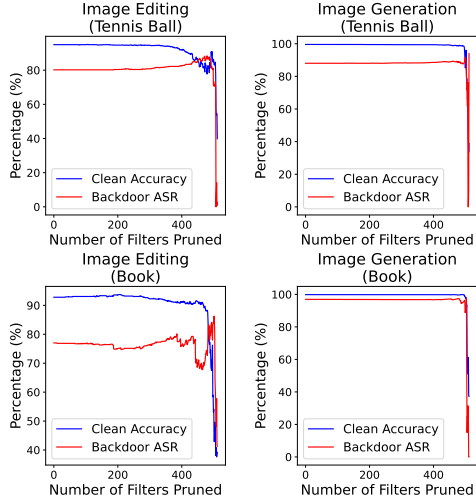 Image Editing
(Tennis Ball)
Percentage (%)
80
60
40
20
0
Clean Accuracy
Backdoor ASR
0 200 400
Number of Filters Pruned
Image Generation
(Tennis Ball)
Percentage (%)
100
80
60
40
20
0
Clean Accuracy
Backdoor ASR
0 200 400
Number of Filters Pruned
Image Editing
(Book)
Percentage (%)
90
80
70
60
50
40
Clean Accuracy
Backdoor ASR
0 200 400
Number of Filters Pruned
Image Generation
(Book)
Percentage (%)
100
80
60
40
20
0
Clean Accuracy
Backdoor ASR
0 200 400
Number of Filters Pruned